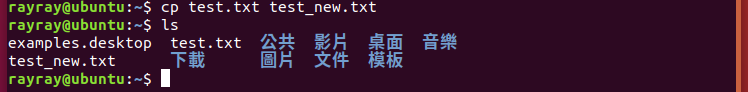 rayray@ubuntu:~$ cp test.txt test_new.txt
rayray@ubuntu:~$ ls
examples.desktop  test.txt  公共  影片  桌面  音樂
test_new.txt      下載      圖片  文件  模板
rayray@ubuntu:~$